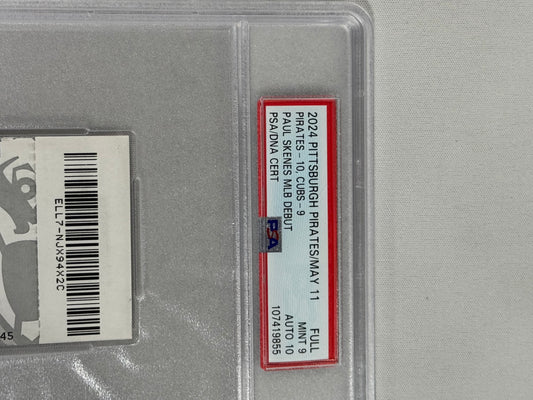 2024 PITTSBURGH PIRATES/MAY 11 FULL
PIRATES - 10, CUBS - 9 MINT 9
PAUL SKENES MLB DEBUT AUTO 10
PSA/DNA CERT 107419855
PSA
ELL7-NJX94X2C
45